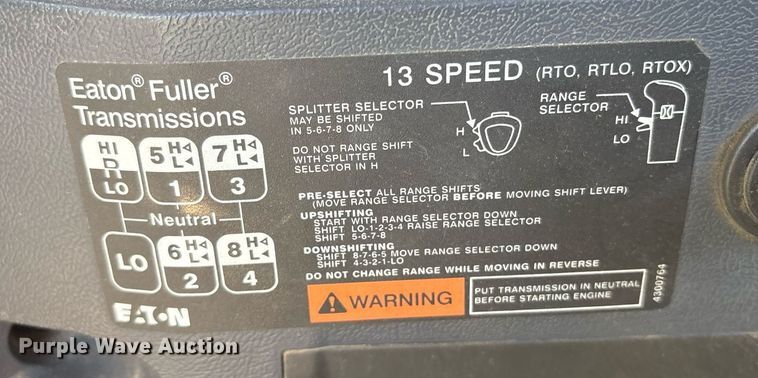 Eaton® Fuller®
Transmissions
13 SPEED (RTO, RTLO, RTOX)
SPLITTER SELECTOR
MAY BE SHIFTED
IN 5-6-7-8 ONLY
H
L
DO NOT RANGE SHIFT
WITH SPLITTER
SELECTOR IN H
RANGE
SELECTOR
HI
LO
HI
R
LO
5 H
L
1
7 H
L
3
Neutral
LO
6 H
L
2
8 H
L
4
PRE-SELECT ALL RANGE SHIFTS
(MOVE RANGE SELECTOR BEFORE MOVING SHIFT LEVER)
UPSHIFTING
START WITH RANGE SELECTOR DOWN
SHIFT LO-1-2-3-4 RAISE RANGE SELECTOR
SHIFT 5-6-7-8
DOWNSHIFTING
SHIFT 8-7-6-5 MOVE RANGE SELECTOR DOWN
SHIFT 4-3-2-1-LO
DO NOT CHANGE RANGE WHILE MOVING IN REVERSE
WARNING
PUT TRANSMISSION IN NEUTRAL
BEFORE STARTING ENGINE
4300764
EATON
Purple Wave Auction